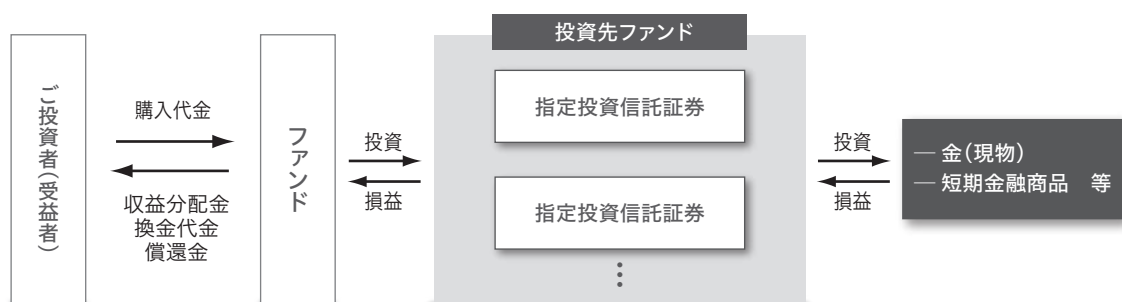 ご投資者(受益者)
購入代金
収益分配金
換金代金
償還金
ファンド
投資
損益
投資先ファンド
指定投資信託証券
指定投資信託証券
⋮
投資
損益
― 金(現物)
― 短期金融商品　等